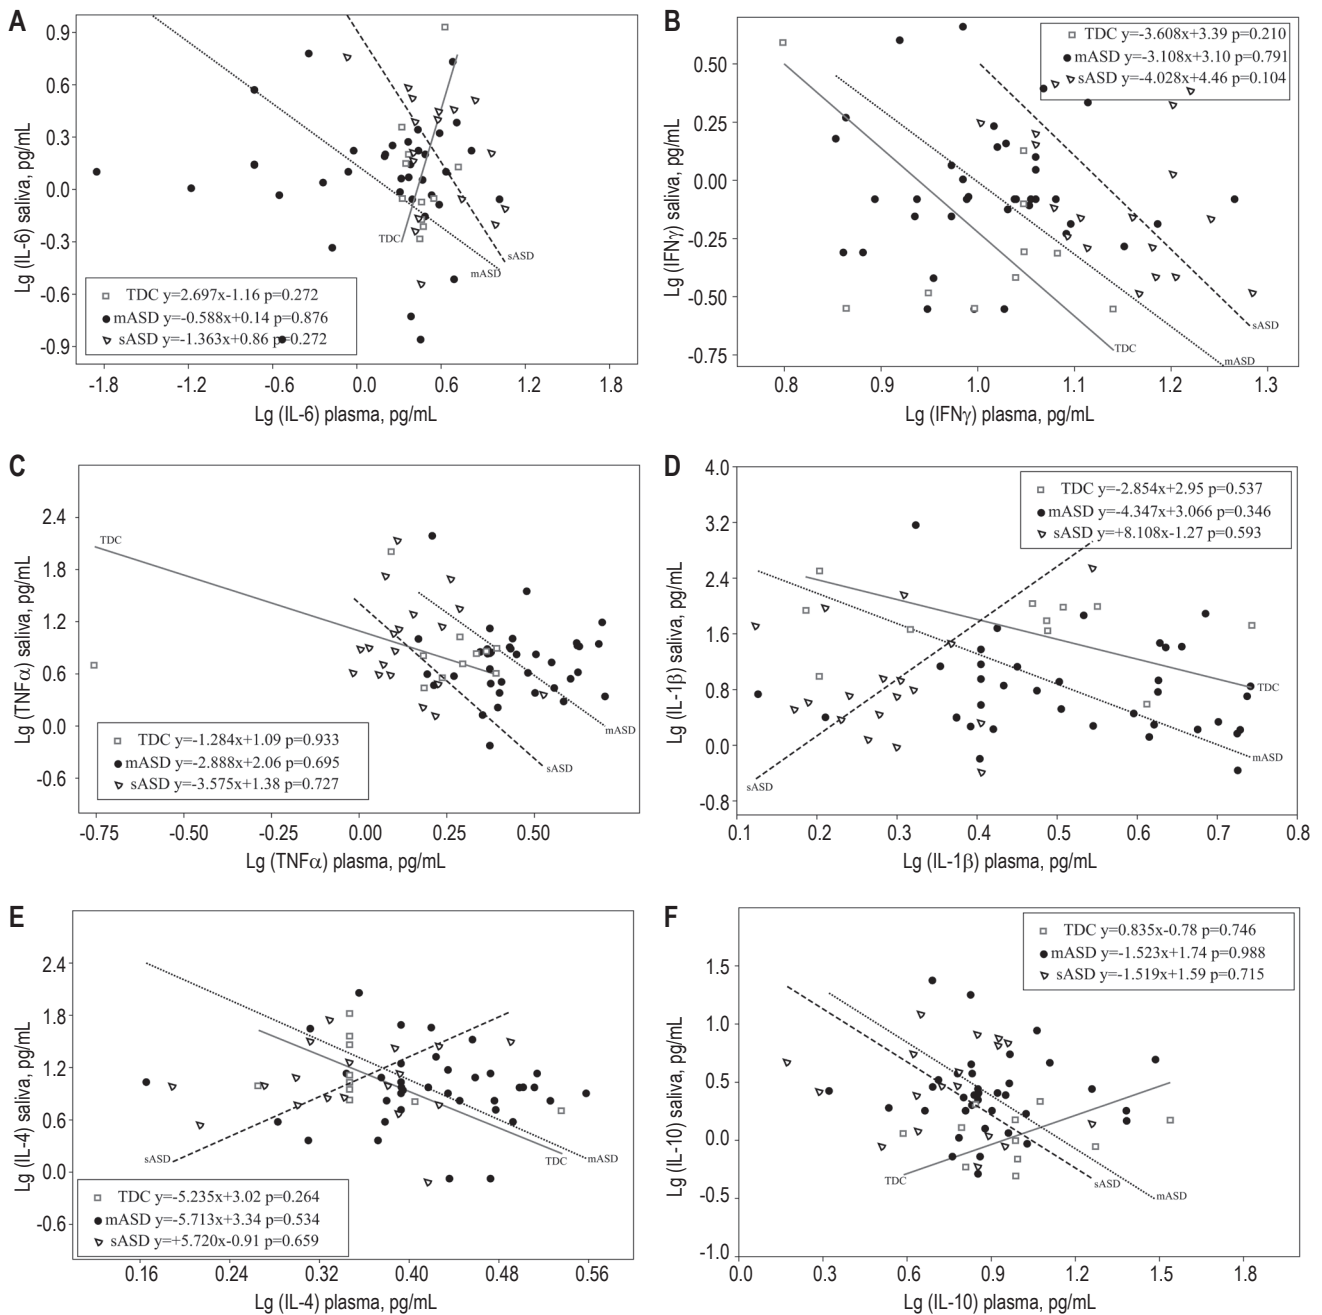 A
0.9
0.6
0.3
0.0
-0.3
-0.6
-0.9
Lg (IL-6) saliva, pg/mL
TDC
mASD
sASD
TDC y=2.697x-1.16 p=0.272
mASD y=-0.588x+0.14 p=0.876
sASD y=-1.363x+0.86 p=0.272
-1.8
-0.6
0.0
0.6
1.2
1.8
Lg (IL-6) plasma, pg/mL
B
0.50
0.25
0.00
-0.25
-0.50
-0.75
Lg (IFNγ) saliva, pg/mL
TDC y=-3.608x+3.39 p=0.210
mASD y=-3.108x+3.10 p=0.791
sASD y=-4.028x+4.46 p=0.104
sASD
TDC
mASD
0.8
0.9
1.0
1.1
1.2
1.3
Lg (IFNγ) plasma, pg/mL
C
2.4
1.8
1.2
0.6
0.0
-0.6
Lg (TNFα) saliva, pg/mL
TDC
mASD
sASD
TDC y=-1.284x+1.09 p=0.933
mASD y=-2.888x+2.06 p=0.695
sASD y=-3.575x+1.38 p=0.727
-0.75
-0.50
-0.25
0.00
0.25
0.50
Lg (TNFα) plasma, pg/mL
D
4.0
3.2
2.4
1.6
0.8
0.0
-0.8
Lg (IL-1β) saliva, pg/mL
TDC y=-2.854x+2.95 p=0.537
mASD y=-4.347x+3.066 p=0.346
sASD y=+8.108x-1.27 p=0.593
TDC
mASD
sASD
0.1
0.2
0.3
0.4
0.5
0.6
0.7
0.8
Lg (IL-1β) plasma, pg/mL
E
2.4
1.8
1.2
0.6
0.0
-0.6
Lg (IL-4) saliva, pg/mL
sASD
TDC
mASD
TDC y=-5.235x+3.02 p=0.264
mASD y=-5.713x+3.34 p=0.534
sASD y=+5.720x-0.91 p=0.659
0.16
0.24
0.32
0.40
0.48
0.56
Lg (IL-4) plasma, pg/mL
F
1.5
1.0
0.5
0.0
-0.5
-1.0
Lg (IL-10) saliva, pg/mL
TDC y=0.835x-0.78 p=0.746
mASD y=-1.523x+1.74 p=0.988
sASD y=-1.519x+1.59 p=0.715
TDC
sASD
mASD
0.0
0.3
0.6
0.9
1.2
1.5
1.8
Lg (IL-10) plasma, pg/mL